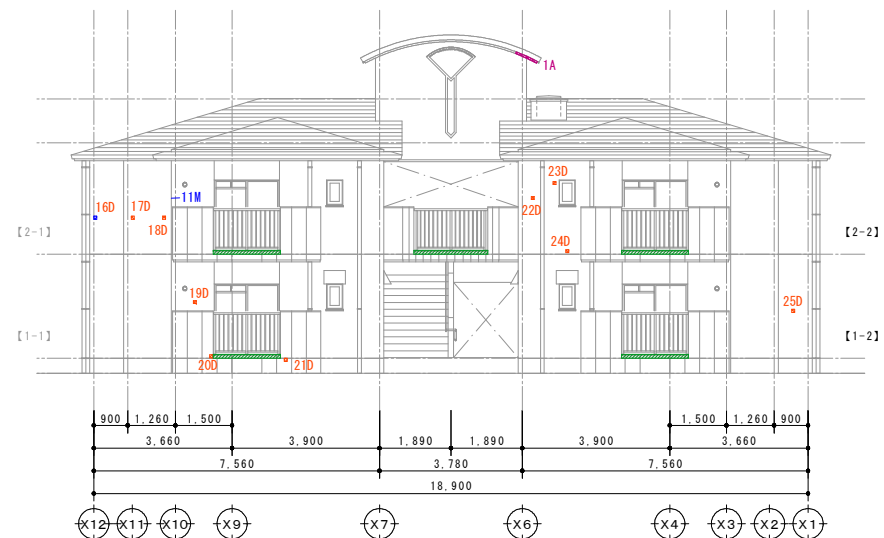 1A
23D
16D 17D 11M 22D
18D
【2-1】 【2-2】
24D
19D 25D
【1-1】 【1-2】
20D 21D
900 1,260 1,500 1,500 1,260 900
3,660 3,900 1,890 1,890 3,900 3,660
7,560 3,780 7,560
18,900
X12 X11 X10 X9 X7 X6 X4 X3 X2 X1